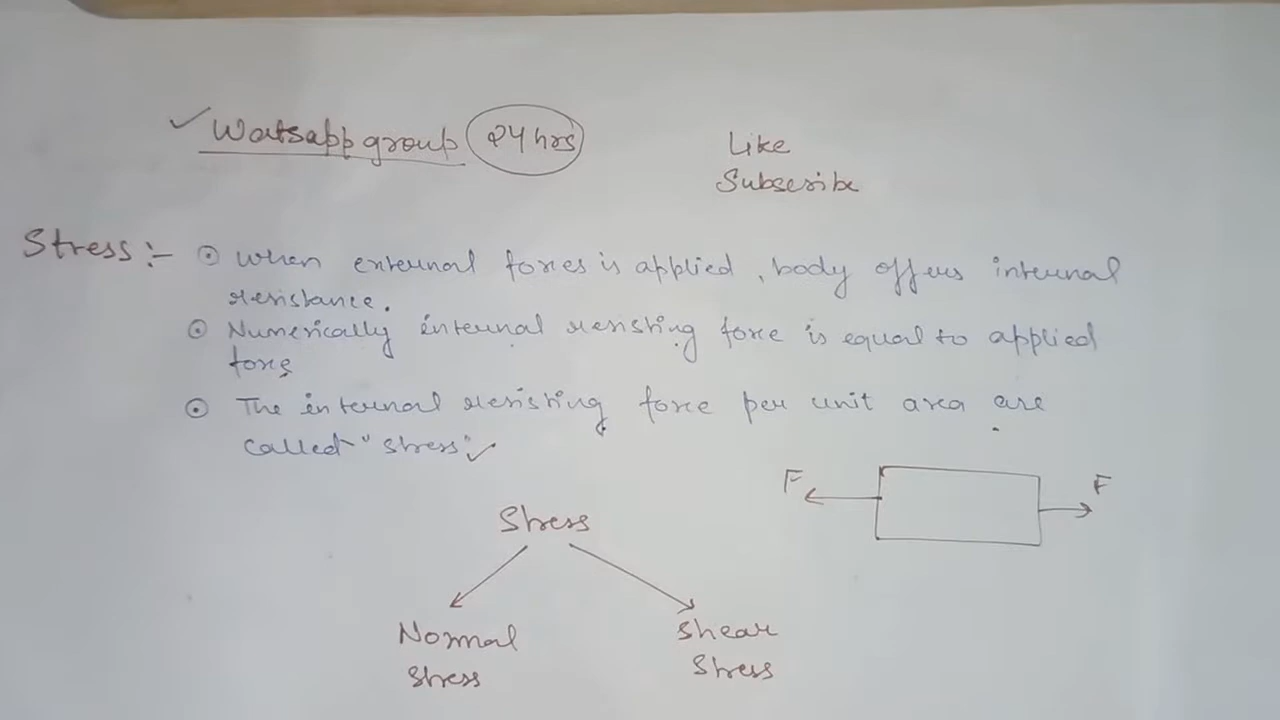 ✓ Watsapp group 24 hrs
Like
Subscribe
Stress :- ⊙ When external forces is applied, body offers internal
resistance.
⊙ Numerically internal resisting force is equal to applied
force
⊙ The internal resisting force per unit area are
called "stress" ✓
F F
Stress
Normal Shear
Stress Stress